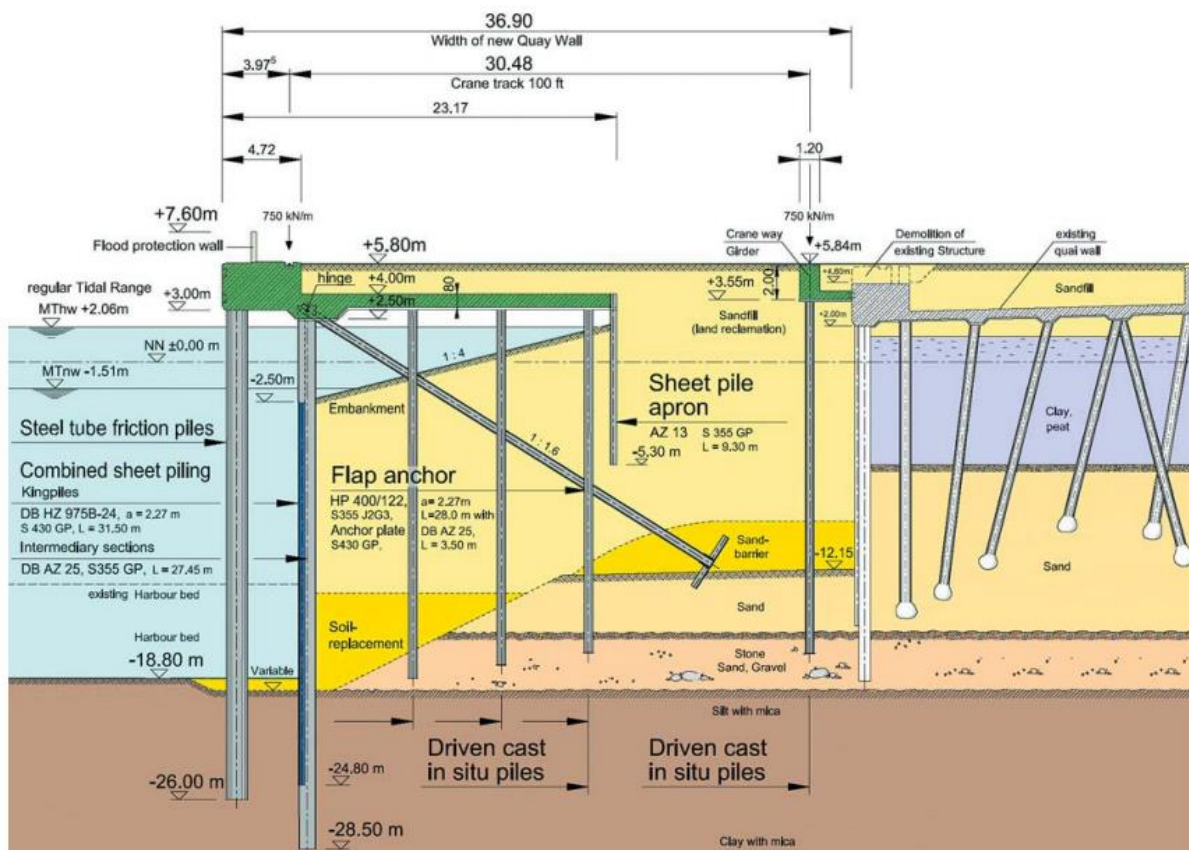 36.90
Width of new Quay Wall
3.97⁵
30.48
Crane track 100 ft
23.17
4.72
1.20
+7.60m
750 kN/m
750 kN/m
Flood protection wall
+5.80m
Crane way
Girder
+5.84m
Demolition of
existing Structure
existing
quai wall
regular Tidal Range
MThw +2.06m
+3.00m
hinge
+4.00m
80
+2.50m
+3.55m
2.00
+4.80m
+2.00m
Sandfill
(land reclamation)
Sandfill
NN ±0,00 m
MTnw -1.51m
-2.50m
1 : 4
Embankment
Steel tube friction piles
Combined sheet piling
Kingpiles
DB HZ 975B-24, a = 2,27 m
S 430 GP, L = 31,50 m
Intermediary sections
DB AZ 25, S355 GP, L = 27.45 m
existing Harbour bed
Harbour bed
-18.80 m
Variable
Flap anchor
HP 400/122, a= 2.27m
S355 J2G3, L=28.0 m with
Anchor plate DB AZ 25,
S430 GP, L = 3.50 m
1 : 1.6
Sheet pile
apron
AZ 13 S 355 GP
L = 9.30 m
-5,30 m
Clay,
peat
Sand-
barrier
-12,15
Sand
Sand
Soil-
replacement
Stone
Sand, Gravel
Silt with mica
Driven cast
in situ piles
Driven cast
in situ piles
-24.80 m
-26.00 m
-28.50 m
Clay with mica